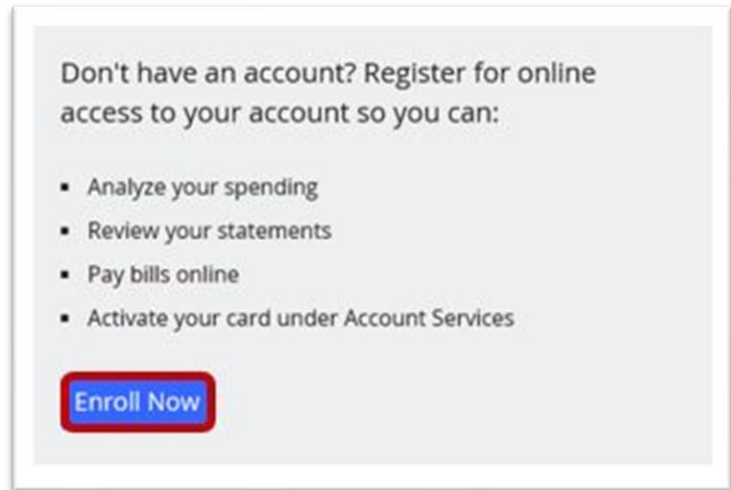 Don't have an account? Register for online
access to your account so you can:
▪ Analyze your spending
▪ Review your statements
▪ Pay bills online
▪ Activate your card under Account Services
Enroll Now